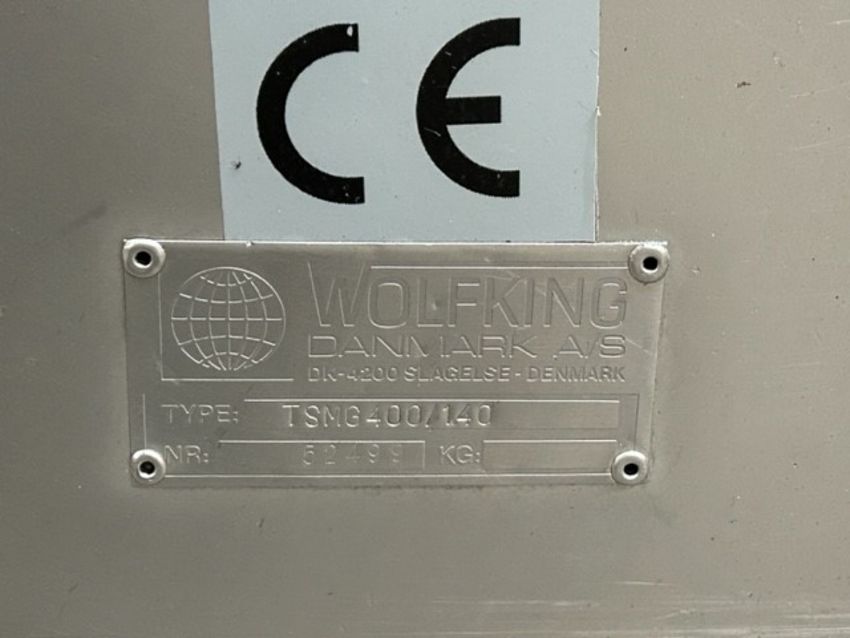 CE
WOLFKING
DANMARK A/S
DK-4200 SLAGELSE - DENMARK
TYPE: TSMG400/140
NR: 52499 KG: